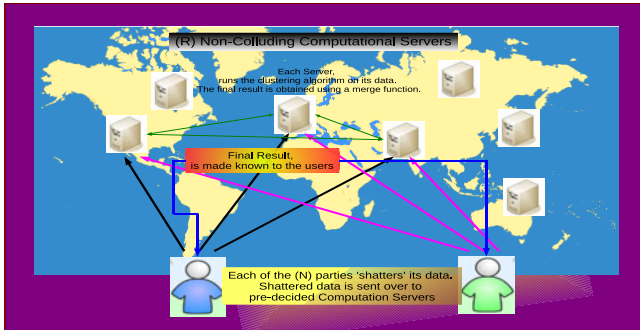 (R) Non-Colluding Computational Servers
Each Server,
runs the clustering algorithm on its data.
The final result is obtained using a merge function.
Final Result,
is made known to the users
Each of the (N) parties 'shatters' its data.
Shattered data is sent over to
pre-decided Computation Servers